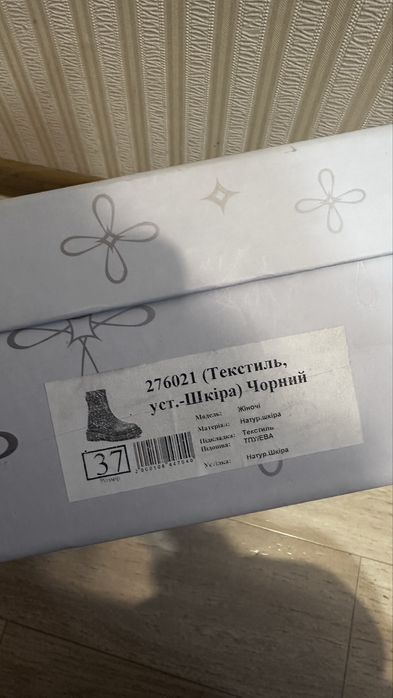 276021 (Текстиль,
уст.-Шкіра) Чорний
Модель: Жіночі
Матеріал: Натур.шкіра
Підкладка: Текстиль
Підошва: ТПУ/ЕВА
Устілка: Натур.Шкіра
37
Розмір